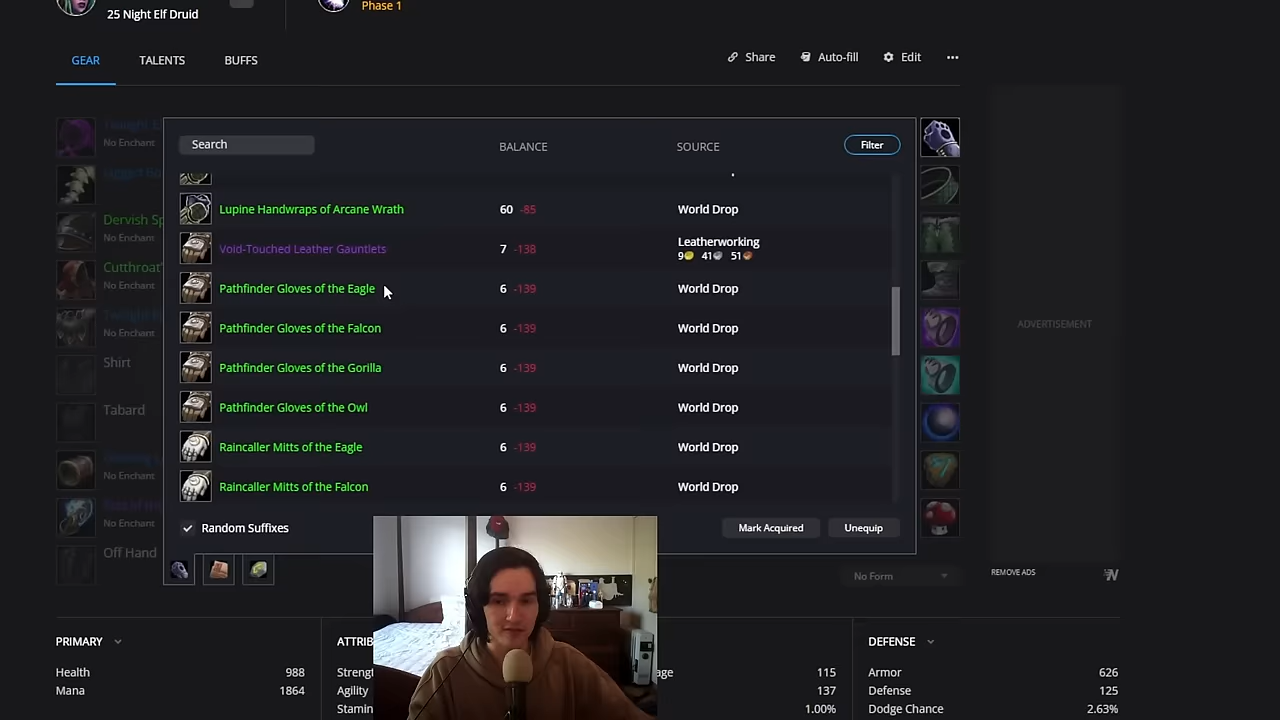 25 Night Elf Druid
Phase 1
GEAR
TALENTS
BUFFS
Share
Auto-fill
Edit
No Enchant
No Enchant
Dervish Sp
No Enchant
Cutthroat'
No Enchant
No Enchant
Shirt
Tabard
No Enchant
No Enchant
Off Hand
Search
BALANCE
SOURCE
Filter
Lupine Handwraps of Arcane Wrath 60 -85 World Drop
Void-Touched Leather Gauntlets 7 -138 Leatherworking
9 41 51
Pathfinder Gloves of the Eagle 6 -139 World Drop
Pathfinder Gloves of the Falcon 6 -139 World Drop
Pathfinder Gloves of the Gorilla 6 -139 World Drop
Pathfinder Gloves of the Owl 6 -139 World Drop
Raincaller Mitts of the Eagle 6 -139 World Drop
Raincaller Mitts of the Falcon 6 -139 World Drop
Random Suffixes
Mark Acquired
Unequip
No Form
ADVERTISEMENT
REMOVE ADS
PRIMARY
Health 988
Mana 1864
ATTRIB
Streng
Agility
Stamin
age 115
137
1.00%
DEFENSE
Armor 626
Defense 125
Dodge Chance 2.63%